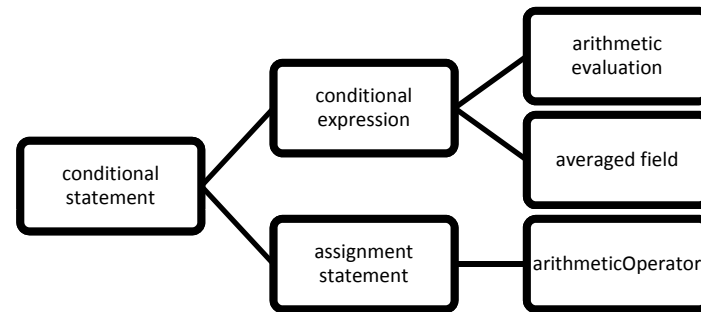 conditional
statement
conditional
expression
arithmetic
evaluation
averaged field
assignment
statement
arithmeticOperator